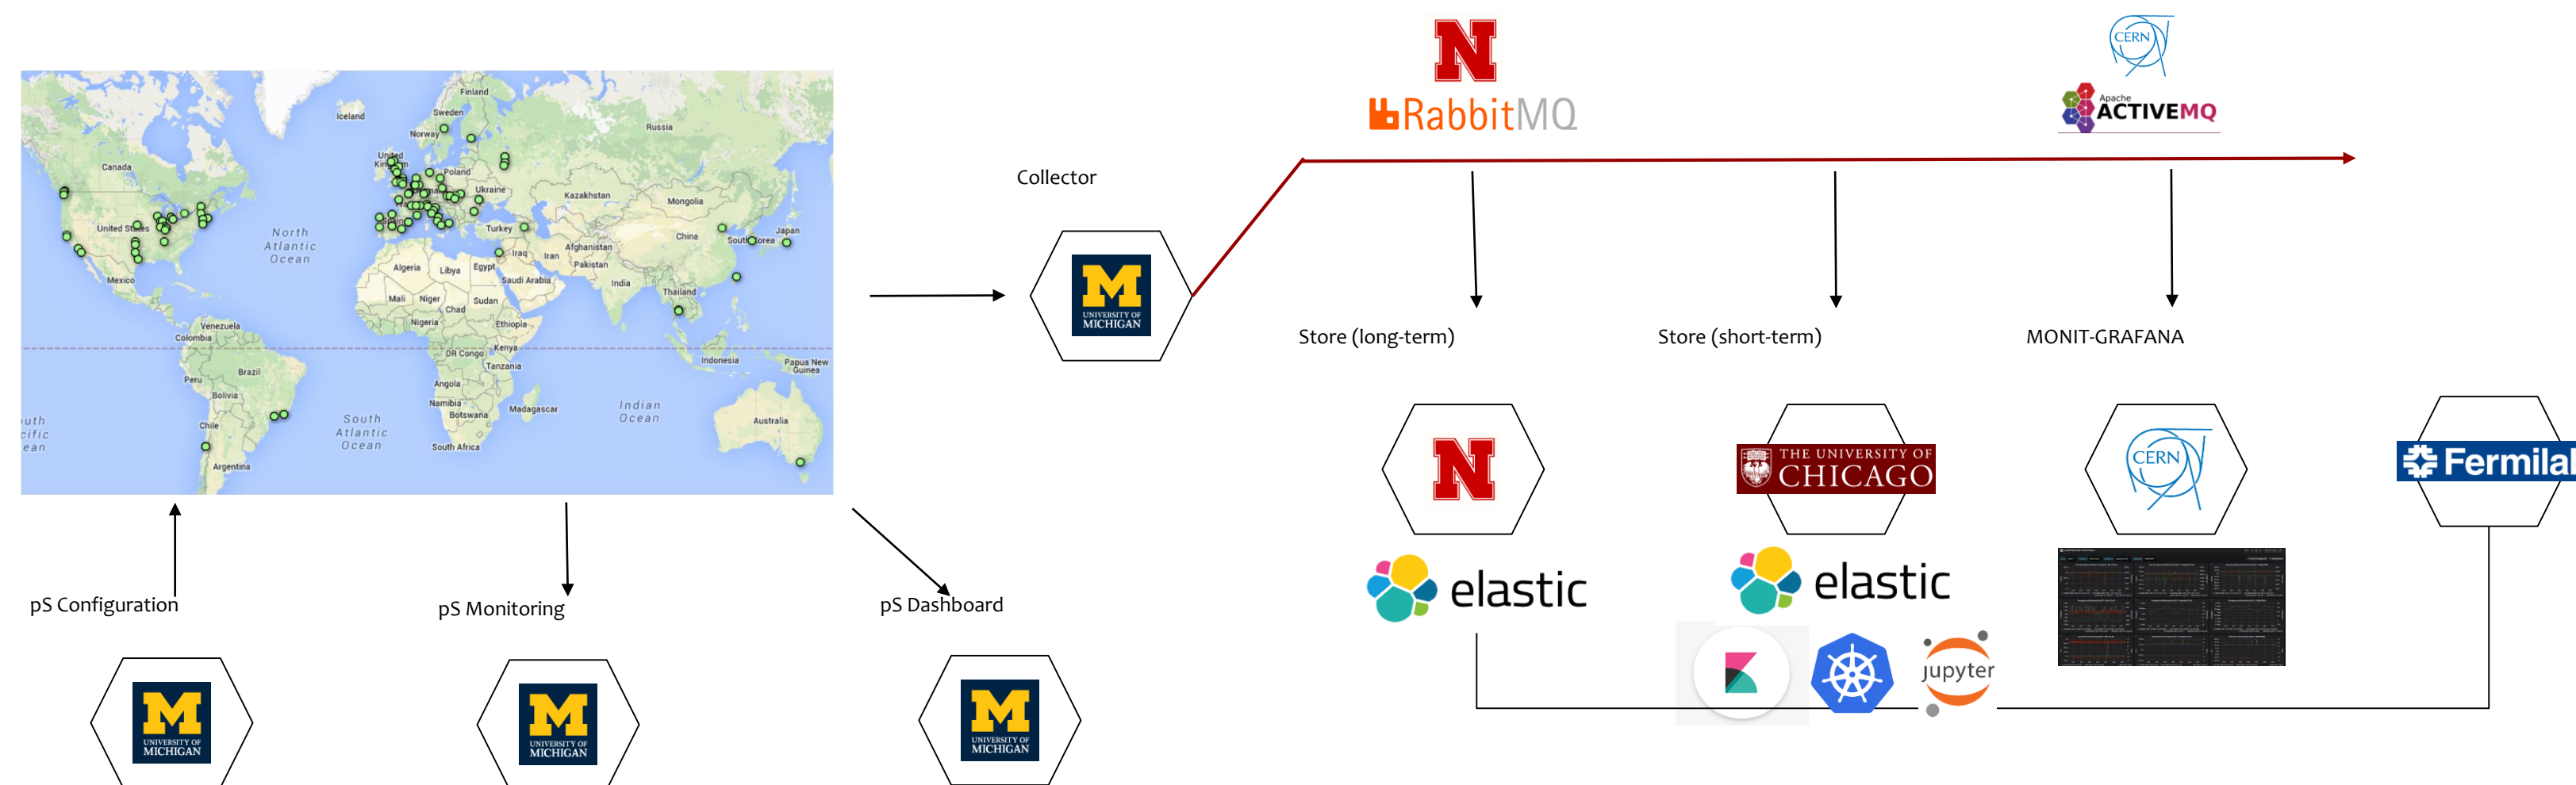 N
RabbitMQ
CERN
Apache
ACTIVEMQ
Collector
M
UNIVERSITY OF
MICHIGAN
Finland
Sweden
Norway
Iceland
Russia
Canada
Poland
Ukraine
Kazakhstan
Mongolia
United States
North
Atlantic
Ocean
Turkey
China
South Korea
Japan
Iraq
Iran
Afghanistan
Pakistan
Algeria
Libya
Egypt
Saudi Arabia
India
Mexico
Thailand
Mali
Niger
Chad
Sudan
Nigeria
Ethiopia
Venezuela
Colombia
Kenya
DR Congo
Tanzania
Indonesia
Papua New
Guinea
Brazil
Peru
Angola
Bolivia
Namibia
Botswana
Madagascar
Indian
Ocean
South
Atlantic
Ocean
Australia
Chile
South Africa
Argentina
Store (long-term)
Store (short-term)
MONIT-GRAFANA
N
THE UNIVERSITY OF
CHICAGO
CERN
Fermilab
elastic
elastic
jupyter
pS Configuration
pS Monitoring
pS Dashboard
M
UNIVERSITY OF
MICHIGAN
M
UNIVERSITY OF
MICHIGAN
M
UNIVERSITY OF
MICHIGAN